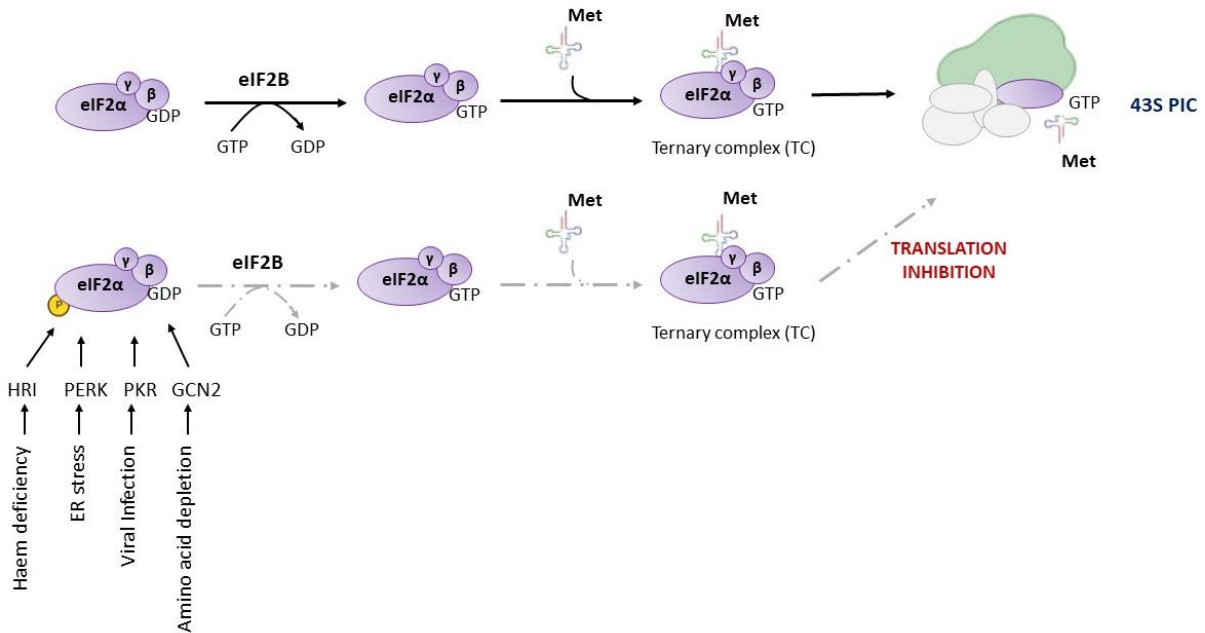 Met
Met
eIF2B
eIF2α
γ
β
GDP
GTP
GDP
eIF2α
γ
β
GTP
eIF2α
γ
β
GTP
Ternary complex (TC)
GTP
Met
43S PIC
Met
Met
eIF2B
P
eIF2α
γ
β
GDP
GTP
GDP
eIF2α
γ
β
GTP
eIF2α
γ
β
GTP
Ternary complex (TC)
TRANSLATION
INHIBITION
HRI
PERK
PKR
GCN2
Haem deficiency
ER stress
Viral Infection
Amino acid depletion